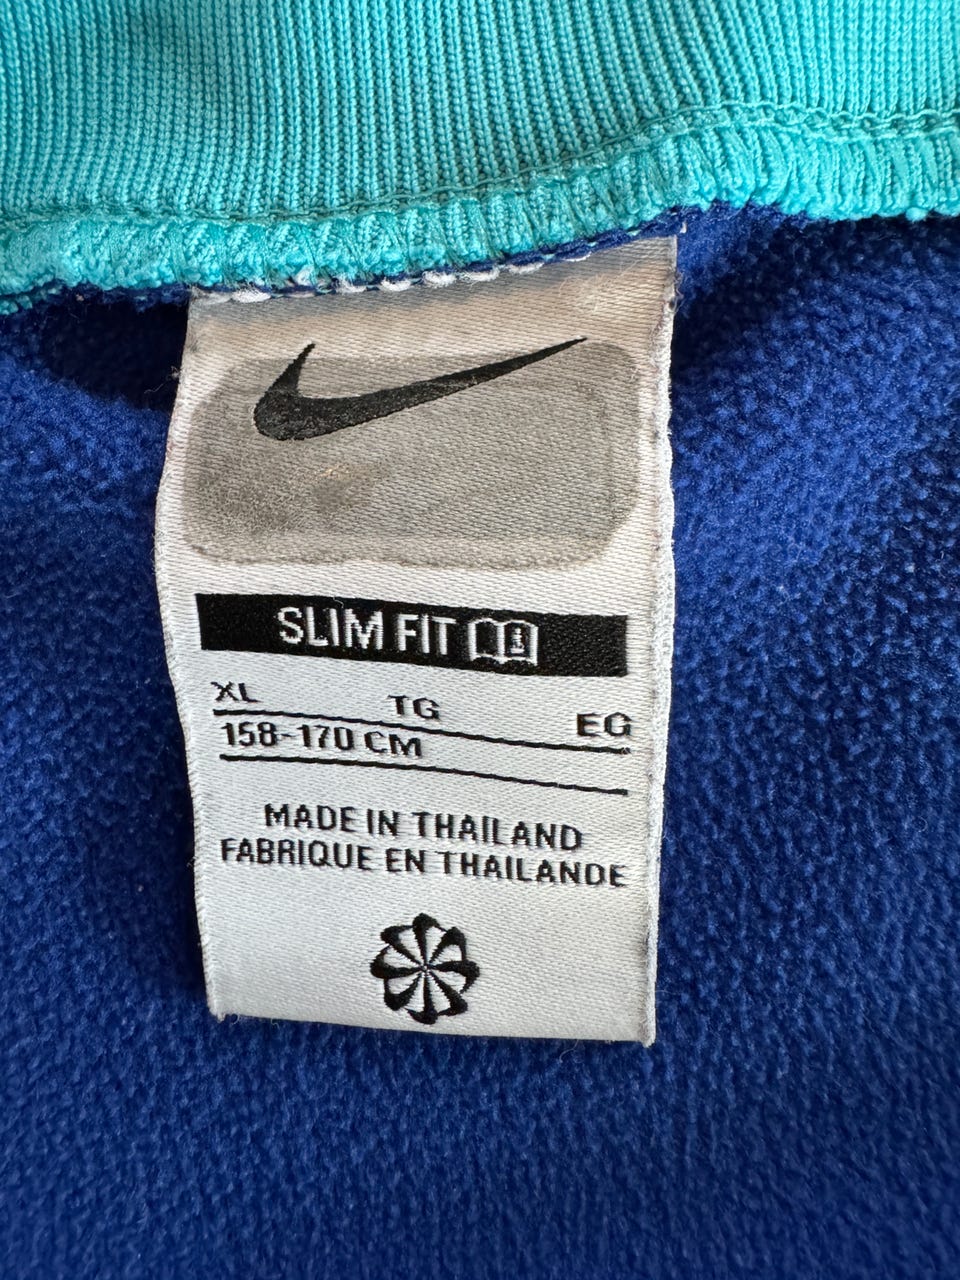 SLIM FIT
XL TG EG
158-170 CM
MADE IN THAILAND
FABRIQUE EN THAILANDE